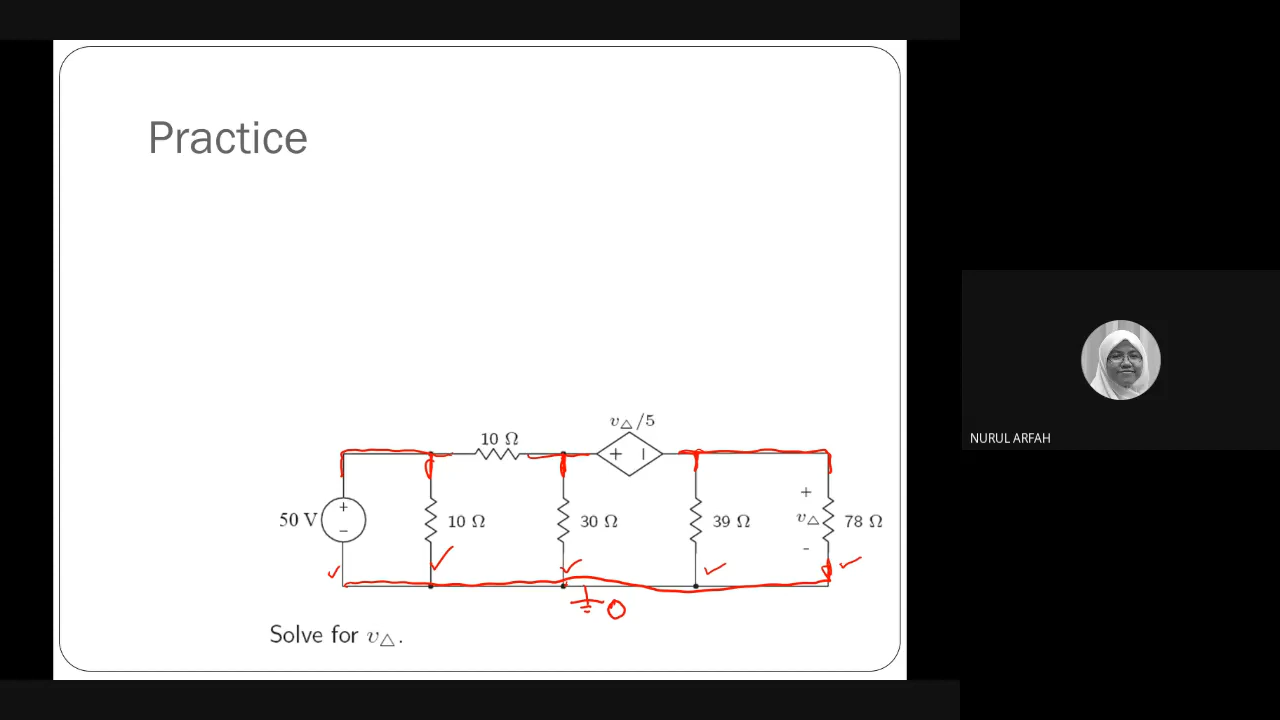 Practice
v△/5
10 Ω
+ −
50 V
+
−
10 Ω
30 Ω
39 Ω
+
v△
-
78 Ω
0
Solve for v△.
NURUL ARFAH